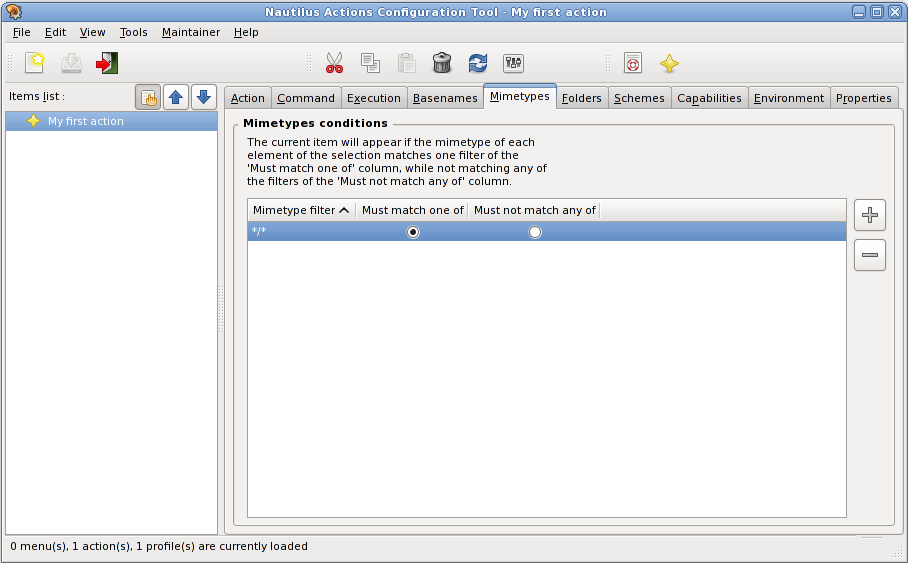 Nautilus Actions Configuration Tool - My first action
File Edit View Tools Maintainer Help
Items list :
Action Command Execution Basenames Mimetypes Folders Schemes Capabilities Environment Properties
My first action
Mimetypes conditions
The current item will appear if the mimetype of each
element of the selection matches one filter of the
'Must match one of' column, while not matching any of
the filters of the 'Must not match any of' column.
Mimetype filter Must match one of Must not match any of
*/*
0 menu(s), 1 action(s), 1 profile(s) are currently loaded